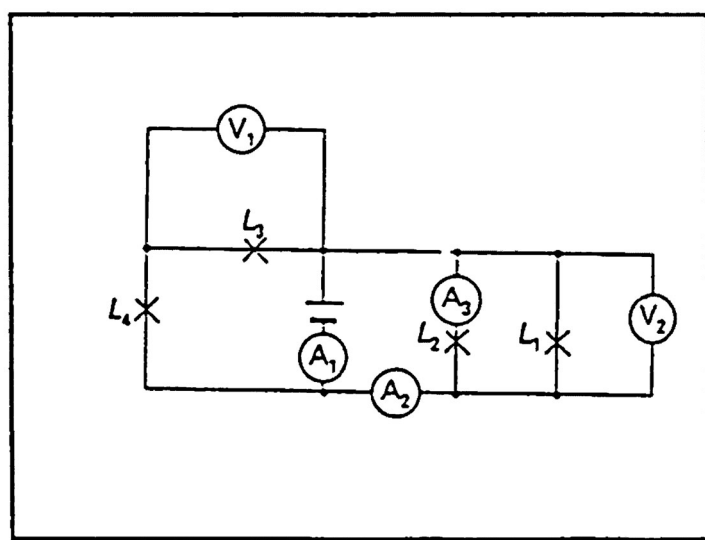 V₁
L₃
L₄
A₃
L₂
L₁
V₂
A₁
A₂